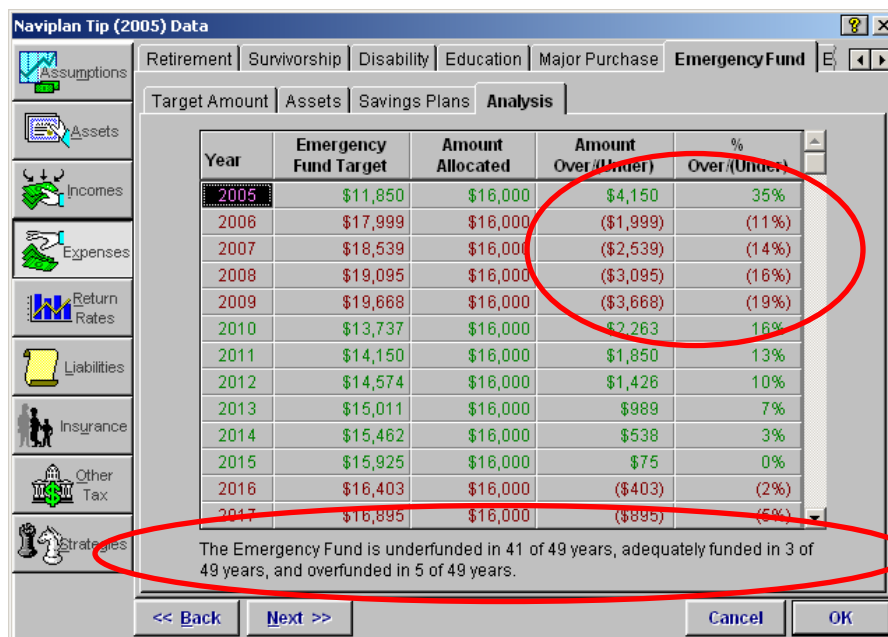 Naviplan Tip (2005) Data
Assumptions
Assets
Incomes
Expenses
Return
Rates
Liabilities
Insurance
Other
Tax
Strategies
Retirement Survivorship Disability Education Major Purchase Emergency Fund
Target Amount Assets Savings Plans Analysis
Year Emergency Fund Target Amount Allocated Amount Over/(Under) % Over/(Under)
2005 $11,850 $16,000 $4,150 35%
2006 $17,999 $16,000 ($1,999) (11%)
2007 $18,539 $16,000 ($2,539) (14%)
2008 $19,095 $16,000 ($3,095) (16%)
2009 $19,668 $16,000 ($3,668) (19%)
2010 $13,737 $16,000 $2,263 16%
2011 $14,150 $16,000 $1,850 13%
2012 $14,574 $16,000 $1,426 10%
2013 $15,011 $16,000 $989 7%
2014 $15,462 $16,000 $538 3%
2015 $15,925 $16,000 $75 0%
2016 $16,403 $16,000 ($403) (2%)
2017 $16,895 $16,000 ($895) (5%)
The Emergency Fund is underfunded in 41 of 49 years, adequately funded in 3 of
49 years, and overfunded in 5 of 49 years.
<< Back Next >> Cancel OK